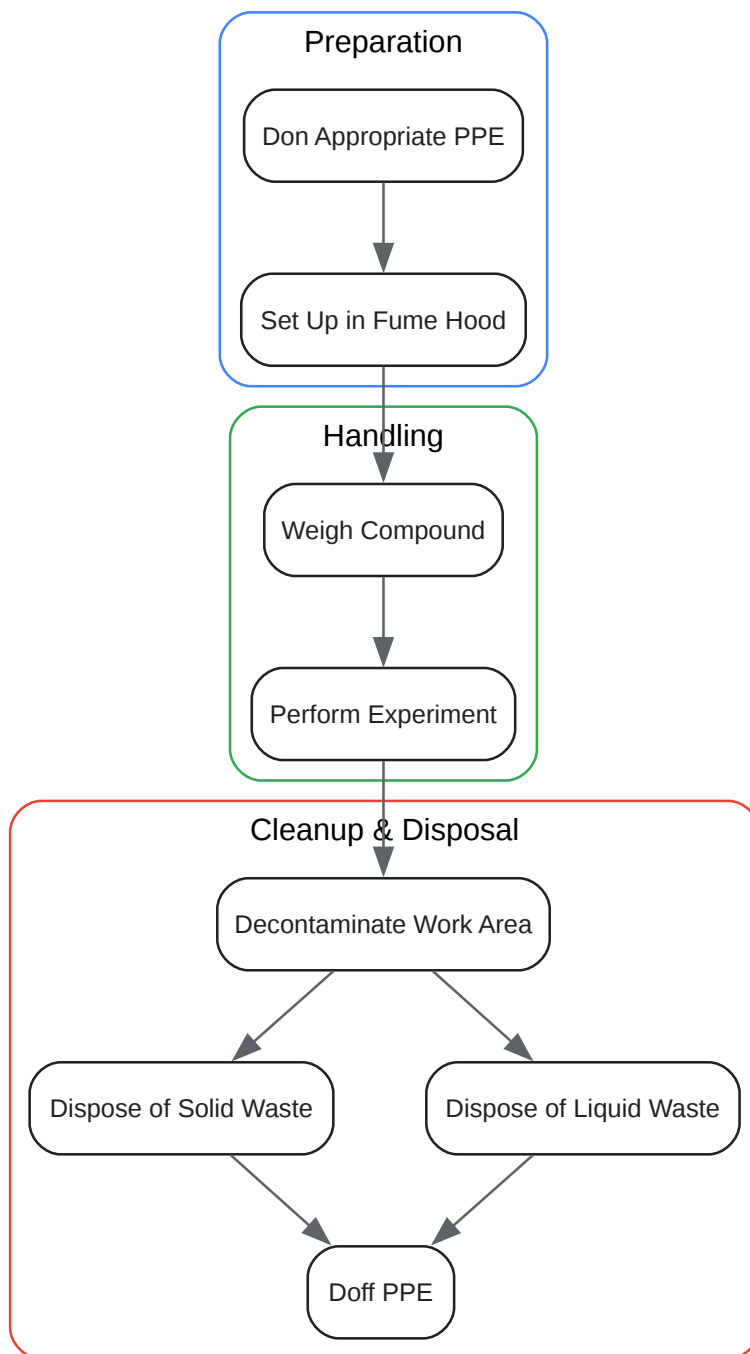 Preparation
Don Appropriate PPE
Set Up in Fume Hood
Handling
Weigh Compound
Perform Experiment
Cleanup & Disposal
Decontaminate Work Area
Dispose of Solid Waste
Dispose of Liquid Waste
Doff PPE